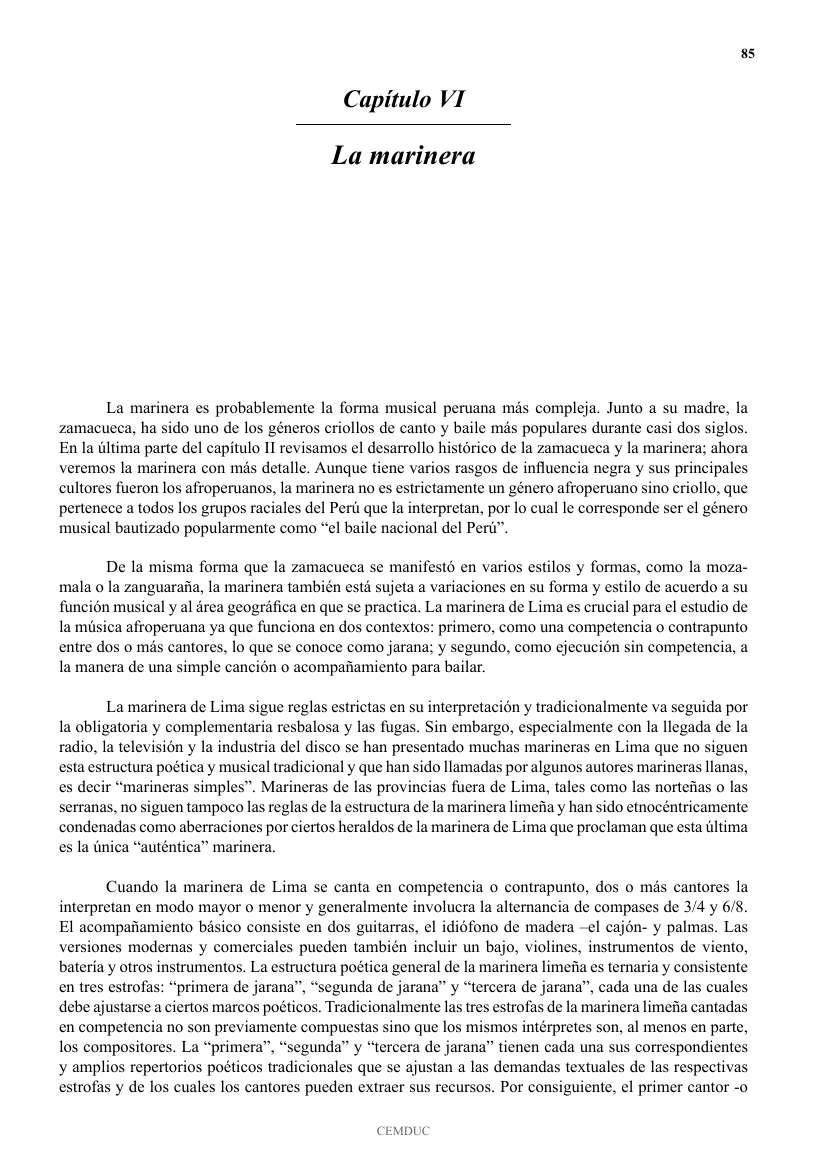 85
Capítulo VI
La marinera
La marinera es probablemente la forma musical peruana más compleja. Junto a su madre, la
zamacueca, ha sido uno de los géneros criollos de canto y baile más populares durante casi dos siglos.
En la última parte del capítulo II revisamos el desarrollo histórico de la zamacueca y la marinera; ahora
veremos la marinera con más detalle. Aunque tiene varios rasgos de influencia negra y sus principales
cultores fueron los afroperuanos, la marinera no es estrictamente un género afroperuano sino criollo, que
pertenece a todos los grupos raciales del Perú que la interpretan, por lo cual le corresponde ser el género
musical bautizado popularmente como “el baile nacional del Perú”.
De la misma forma que la zamacueca se manifestó en varios estilos y formas, como la moza-
mala o la zanguaraña, la marinera también está sujeta a variaciones en su forma y estilo de acuerdo a su
función musical y al área geográfica en que se practica. La marinera de Lima es crucial para el estudio de
la música afroperuana ya que funciona en dos contextos: primero, como una competencia o contrapunto
entre dos o más cantores, lo que se conoce como jarana; y segundo, como ejecución sin competencia, a
la manera de una simple canción o acompañamiento para bailar.
La marinera de Lima sigue reglas estrictas en su interpretación y tradicionalmente va seguida por
la obligatoria y complementaria resbalosa y las fugas. Sin embargo, especialmente con la llegada de la
radio, la televisión y la industria del disco se han presentado muchas marineras en Lima que no siguen
esta estructura poética y musical tradicional y que han sido llamadas por algunos autores marineras llanas,
es decir “marineras simples”. Marineras de las provincias fuera de Lima, tales como las norteñas o las
serranas, no siguen tampoco las reglas de la estructura de la marinera limeña y han sido etnocéntricamente
condenadas como aberraciones por ciertos heraldos de la marinera de Lima que proclaman que esta última
es la única “auténtica” marinera.
Cuando la marinera de Lima se canta en competencia o contrapunto, dos o más cantores la
interpretan en modo mayor o menor y generalmente involucra la alternancia de compases de 3/4 y 6/8.
El acompañamiento básico consiste en dos guitarras, el idiófono de madera –el cajón- y palmas. Las
versiones modernas y comerciales pueden también incluir un bajo, violines, instrumentos de viento,
batería y otros instrumentos. La estructura poética general de la marinera limeña es ternaria y consistente
en tres estrofas: “primera de jarana”, “segunda de jarana” y “tercera de jarana”, cada una de las cuales
debe ajustarse a ciertos marcos poéticos. Tradicionalmente las tres estrofas de la marinera limeña cantadas
en competencia no son previamente compuestas sino que los mismos intérpretes son, al menos en parte,
los compositores. La “primera”, “segunda” y “tercera de jarana” tienen cada una sus correspondientes
y amplios repertorios poéticos tradicionales que se ajustan a las demandas textuales de las respectivas
estrofas y de los cuales los cantores pueden extraer sus recursos. Por consiguiente, el primer cantor -o
CEMDUC